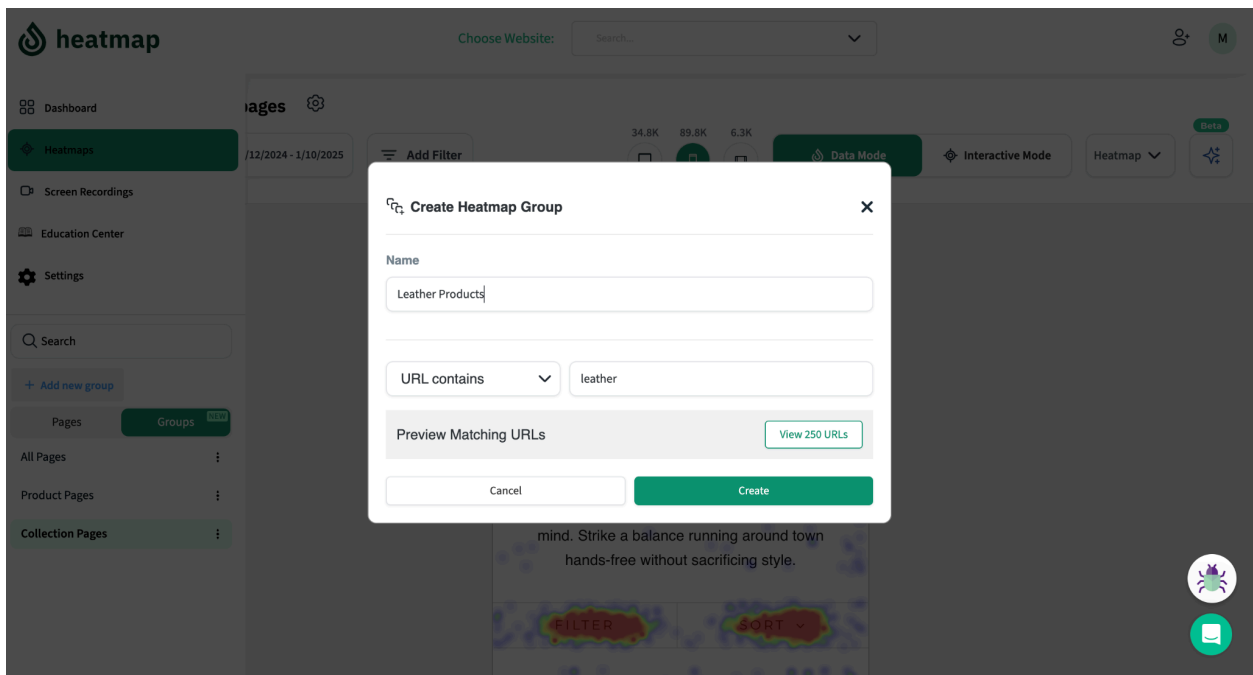 heatmap
Choose Website:
Search...
M
Dashboard
Heatmaps
Screen Recordings
Education Center
Settings
Search
+ Add new group
Pages
Groups NEW
All Pages
Product Pages
Collection Pages
ages
/12/2024 - 1/10/2025
Add Filter
34.8K 89.8K 6.3K
Data Mode
Interactive Mode
Heatmap
Beta
Create Heatmap Group
Name
Leather Products
URL contains
leather
Preview Matching URLs
View 250 URLs
Cancel
Create
mind. Strike a balance running around town
hands-free without sacrificing style.
FILTER
SORT